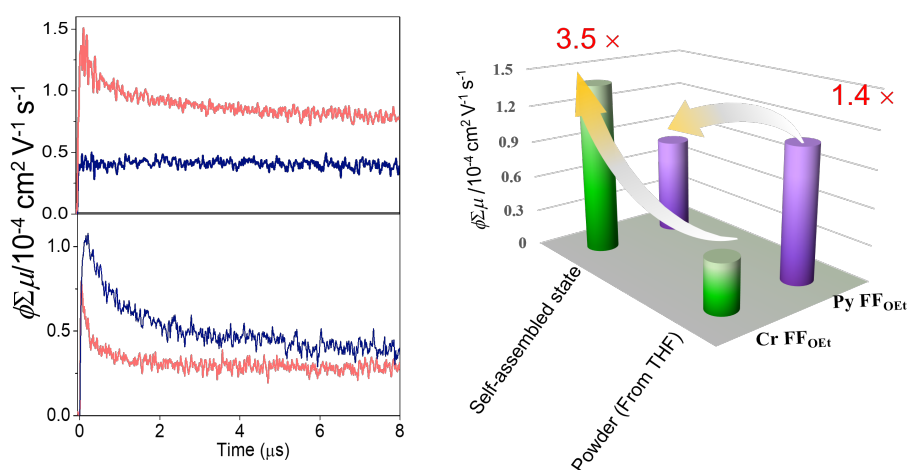 ϕΣμ/10⁻⁴ cm² V⁻¹ s⁻¹
1.5
1.0
0.5
0.0
1.0
0.5
0.0
0
2
4
6
8
Time (μs)
3.5 ×
1.4 ×
ϕΣμ/10⁻⁴ cm² V⁻¹ s⁻¹
1.5
1.2
0.9
0.6
0.3
0
Self-assembled state
Powder (From THF)
Cr FF_OEt
Py FF_OEt